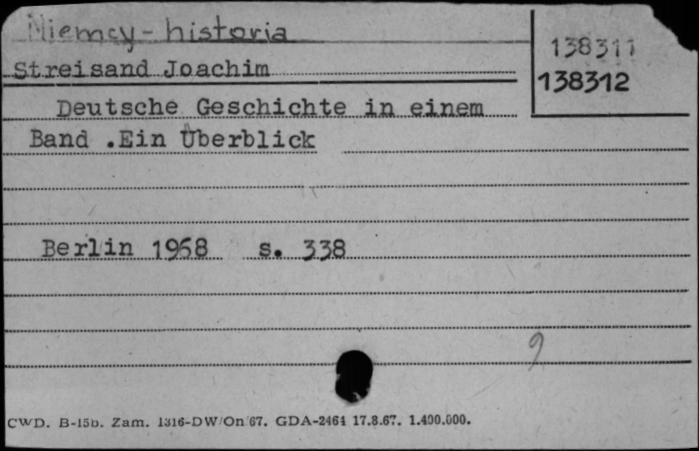 Niemcy - historia
138311
Streisand Joachim
138312
Deutsche Geschichte in einem
Band .Ein Überblick
Berlin 1968 s. 338
9
CWD. B-15b. Zam. 1316-DW/On/67. GDA-2464 17.8.67. 1.400.000.